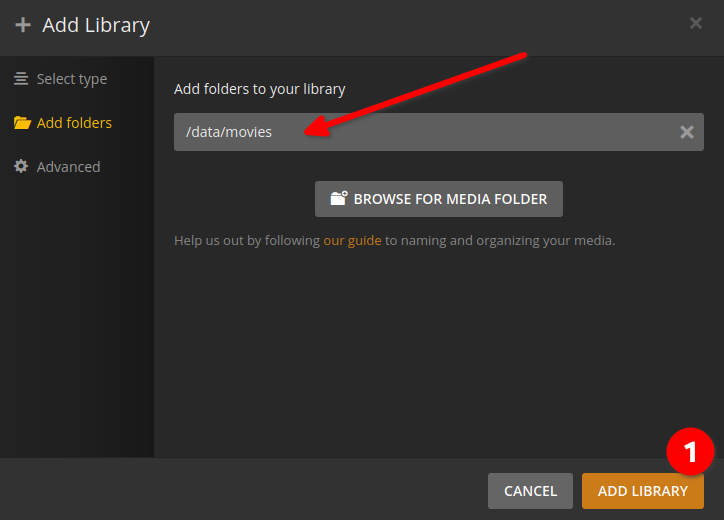 Add Library
Select type
Add folders
Advanced
Add folders to your library
/data/movies
BROWSE FOR MEDIA FOLDER
Help us out by following our guide to naming and organizing your media.
1
CANCEL
ADD LIBRARY